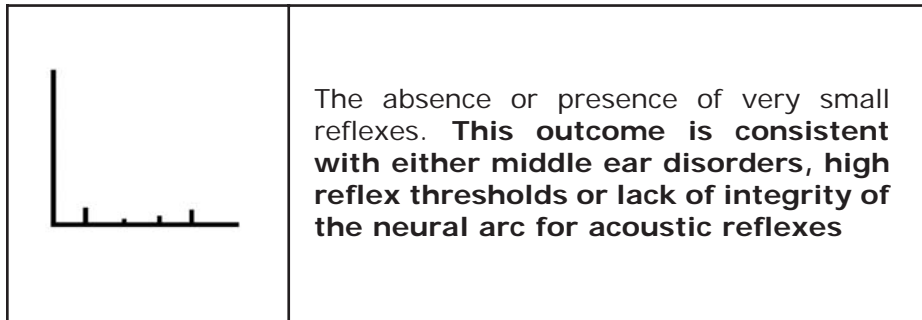 The absence or presence of very small
reflexes. This outcome is consistent
with either middle ear disorders, high
reflex thresholds or lack of integrity of
the neural arc for acoustic reflexes